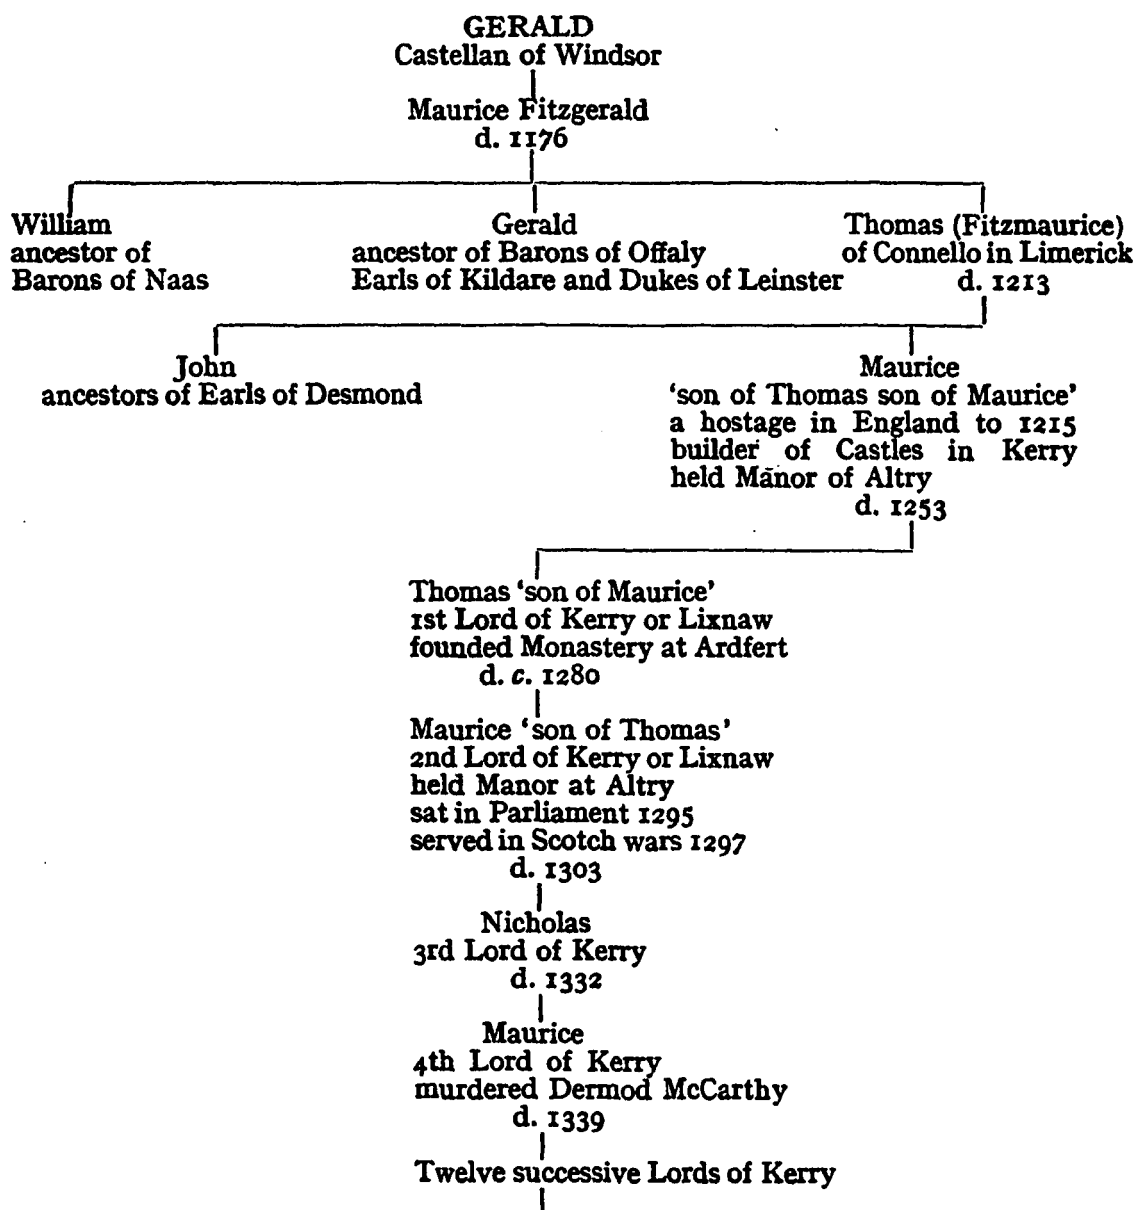 GERALD
Castellan of Windsor
Maurice Fitzgerald
d. 1176
William
ancestor of
Barons of Naas
Gerald
ancestor of Barons of Offaly
Earls of Kildare and Dukes of Leinster
Thomas (Fitzmaurice)
of Connello in Limerick
d. 1213
John
ancestors of Earls of Desmond
Maurice
'son of Thomas son of Maurice'
a hostage in England to 1215
builder of Castles in Kerry
held Manor of Altry
d. 1253
Thomas 'son of Maurice'
1st Lord of Kerry or Lixnaw
founded Monastery at Ardfert
d. c. 1280
Maurice 'son of Thomas'
2nd Lord of Kerry or Lixnaw
held Manor at Altry
sat in Parliament 1295
served in Scotch wars 1297
d. 1303
Nicholas
3rd Lord of Kerry
d. 1332
Maurice
4th Lord of Kerry
murdered Dermod McCarthy
d. 1339
Twelve successive Lords of Kerry